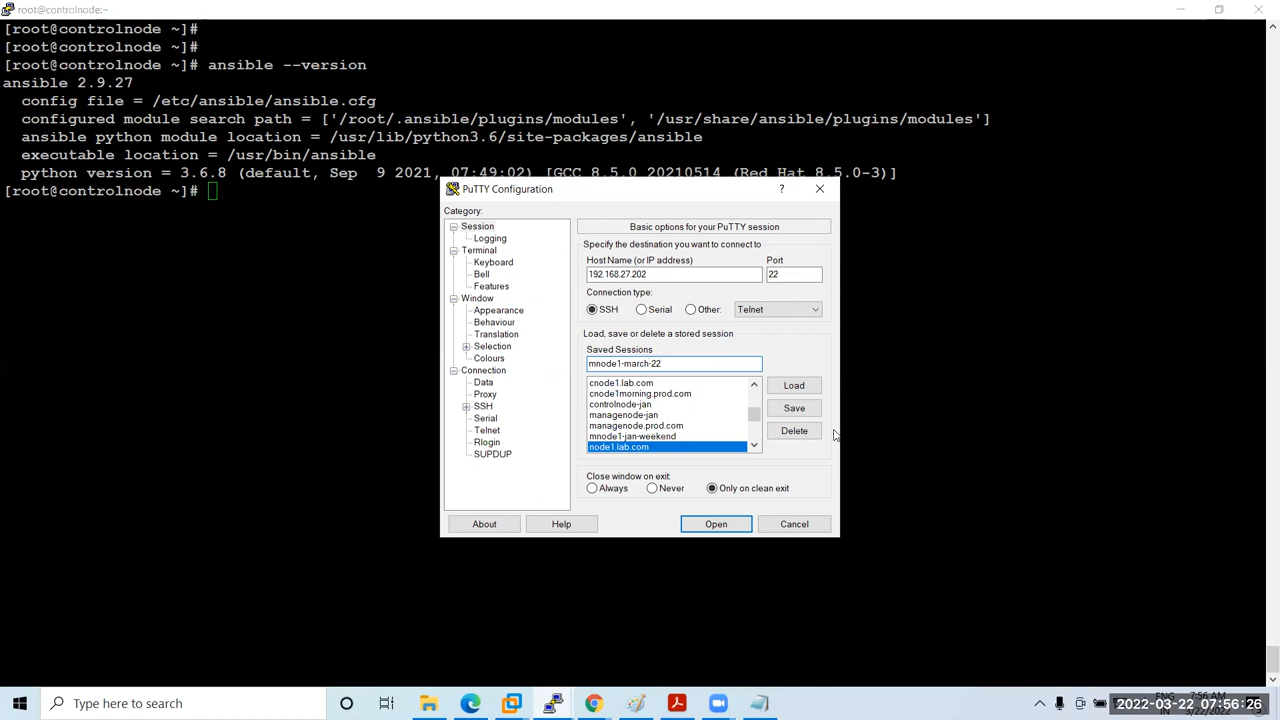 root@controlnode:~
[root@controlnode ~]#
[root@controlnode ~]#
[root@controlnode ~]# ansible --version
ansible 2.9.27
config file = /etc/ansible/ansible.cfg
configured module search path = ['/root/.ansible/plugins/modules', '/usr/share/ansible/plugins/modules']
ansible python module location = /usr/lib/python3.6/site-packages/ansible
executable location = /usr/bin/ansible
python version = 3.6.8 (default, Sep  9 2021, 07:49:02) [GCC 8.5.0 20210514 (Red Hat 8.5.0-3)]
[root@controlnode ~]#
PuTTY Configuration
?
Category:
Session
Logging
Terminal
Keyboard
Bell
Features
Window
Appearance
Behaviour
Translation
Selection
Colours
Connection
Data
Proxy
SSH
Serial
Telnet
Rlogin
SUPDUP
Basic options for your PuTTY session
Specify the destination you want to connect to
Host Name (or IP address) Port
192.168.27.202 22
Connection type:
SSH Serial Other: Telnet
Load, save or delete a stored session
Saved Sessions
mnode1-march-22
cnode1.lab.com
cnode1morning.prod.com
controlnode-jan
managenode-jan
managenode.prod.com
mnode1-jan-weekend
node1.lab.com
Load
Save
Delete
Close window on exit:
Always Never Only on clean exit
About Help Open Cancel
Type here to search
ENG 7:56 AM
2022-03-22 07:56:26